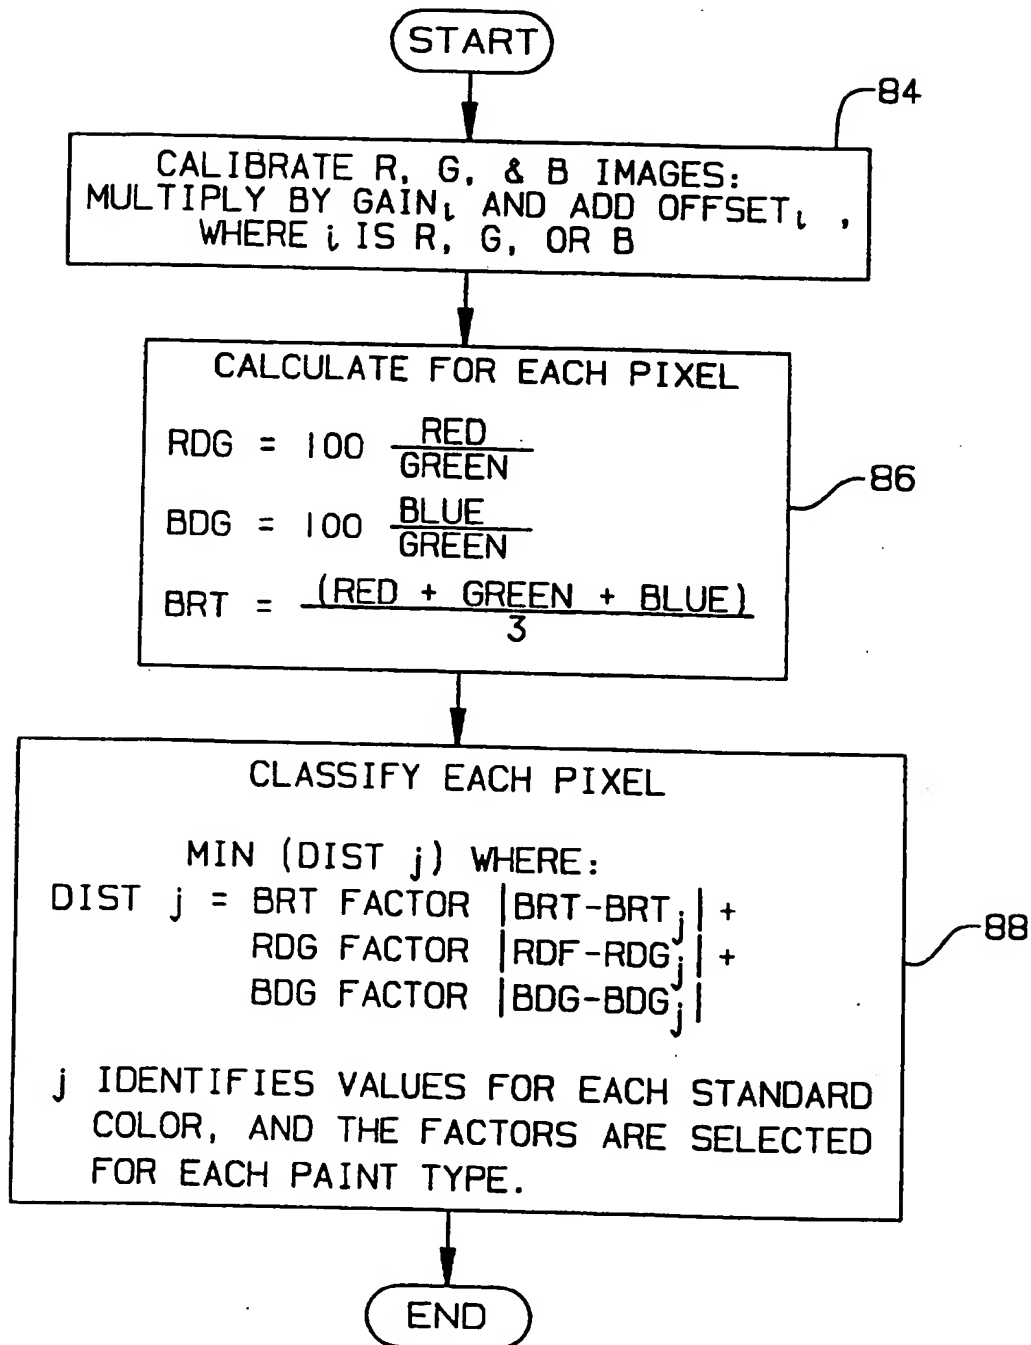 START
84
CALIBRATE R, G, & B IMAGES:
MULTIPLY BY GAINi AND ADD OFFSETi ,
WHERE i IS R, G, OR B
CALCULATE FOR EACH PIXEL
RDG = 100 RED
GREEN
86
BDG = 100 BLUE
GREEN
BRT = (RED + GREEN + BLUE)
3
CLASSIFY EACH PIXEL
MIN (DIST j) WHERE:
DIST j = BRT FACTOR |BRT-BRTj| +
RDG FACTOR |RDF-RDGj| +
BDG FACTOR |BDG-BDGj|
88
j IDENTIFIES VALUES FOR EACH STANDARD
COLOR, AND THE FACTORS ARE SELECTED
FOR EACH PAINT TYPE.
END